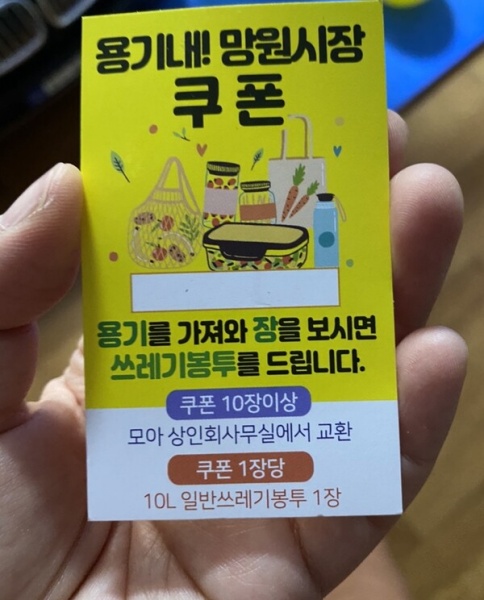 용기내! 망원시장
쿠폰
용기를 가져와 장을 보시면
쓰레기봉투를 드립니다.
쿠폰 10장이상
모아 상인회사무실에서 교환
쿠폰 1장당
10L 일반쓰레기봉투 1장